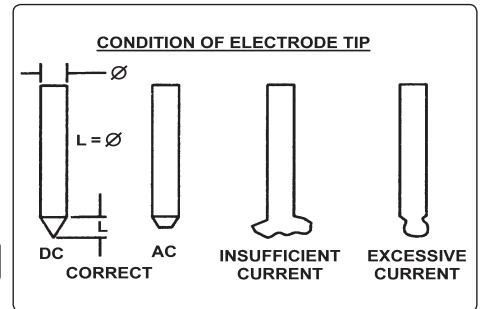 CONDITION OF ELECTRODE TIP
Ø
L = Ø
L
DC
AC
CORRECT
INSUFFICIENT
CURRENT
EXCESSIVE
CURRENT